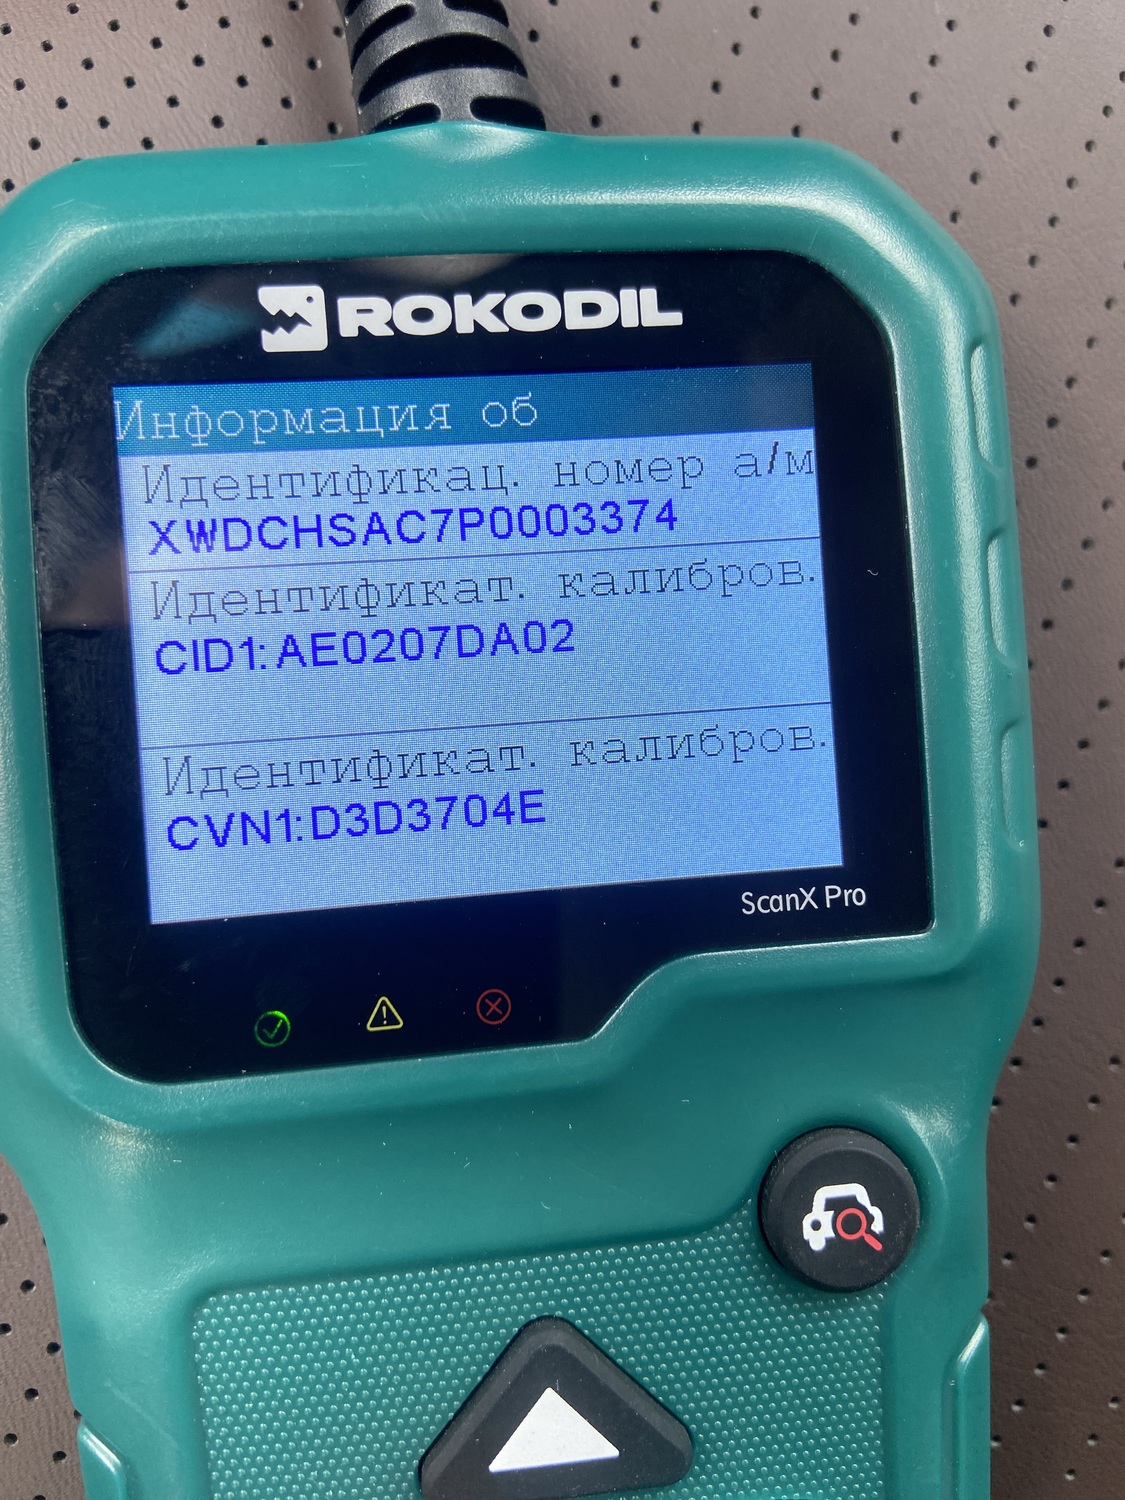 ROKODIL
Информация об
Идентификац. номер а/м
XWDCHSAC7P0003374
Идентификат. калибров.
CID1:AE0207DA02
Идентификат. калибров.
CVN1:D3D3704E
ScanX Pro